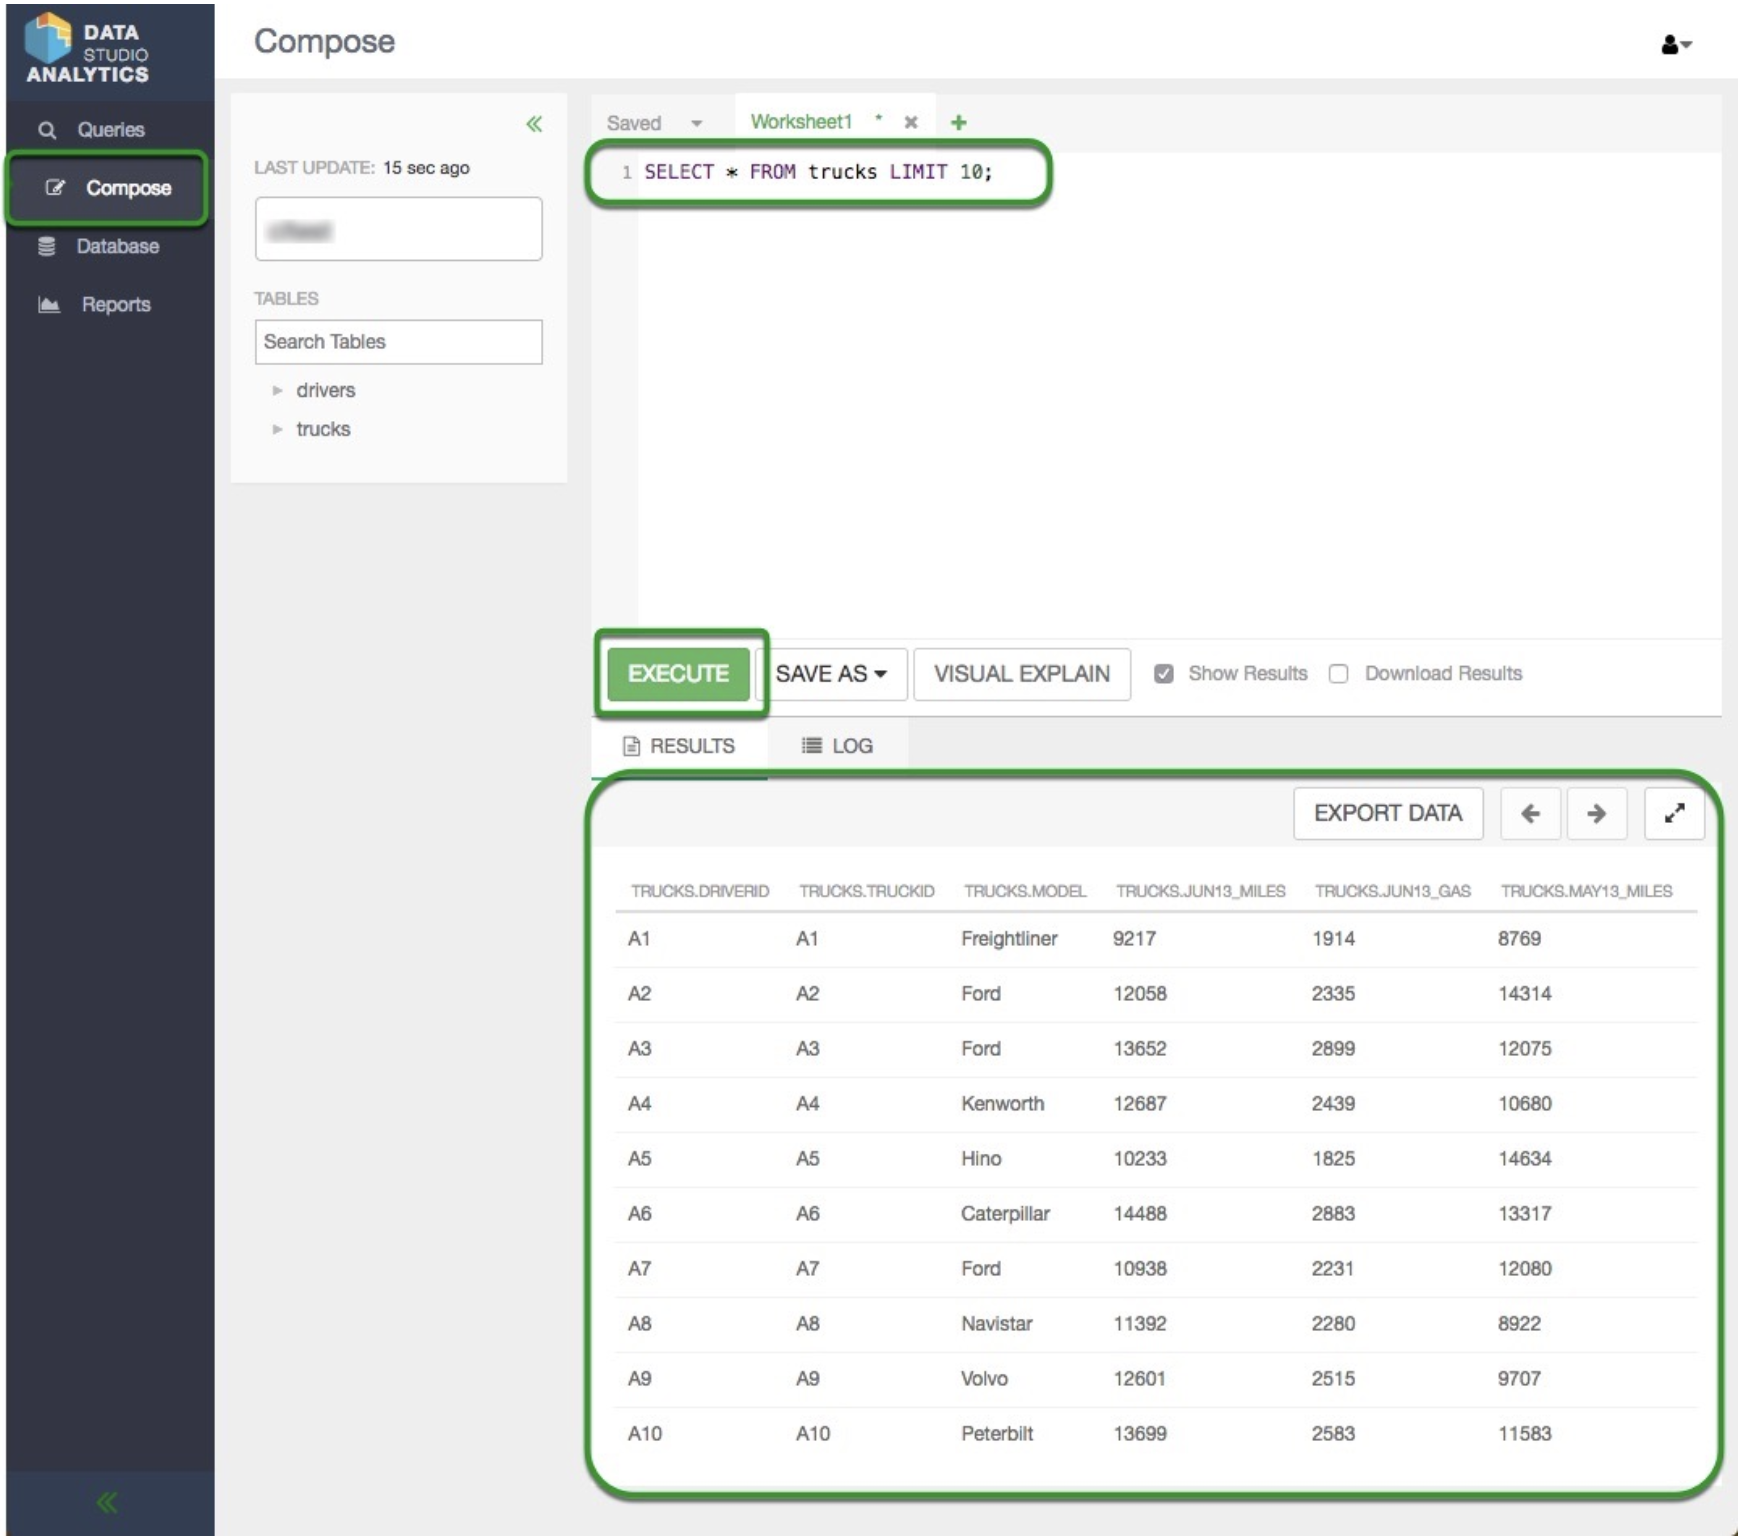 DATA
STUDIO
ANALYTICS
Compose
Queries
Compose
Database
Reports
LAST UPDATE: 15 sec ago
TABLES
Search Tables
drivers
trucks
Saved Worksheet1 *
1 SELECT * FROM trucks LIMIT 10;
EXECUTE SAVE AS VISUAL EXPLAIN Show Results Download Results
RESULTS LOG
EXPORT DATA
TRUCKS.DRIVERID TRUCKS.TRUCKID TRUCKS.MODEL TRUCKS.JUN13_MILES TRUCKS.JUN13_GAS TRUCKS.MAY13_MILES
A1 A1 Freightliner 9217 1914 8769
A2 A2 Ford 12058 2335 14314
A3 A3 Ford 13652 2899 12075
A4 A4 Kenworth 12687 2439 10680
A5 A5 Hino 10233 1825 14634
A6 A6 Caterpillar 14488 2883 13317
A7 A7 Ford 10938 2231 12080
A8 A8 Navistar 11392 2280 8922
A9 A9 Volvo 12601 2515 9707
A10 A10 Peterbilt 13699 2583 11583